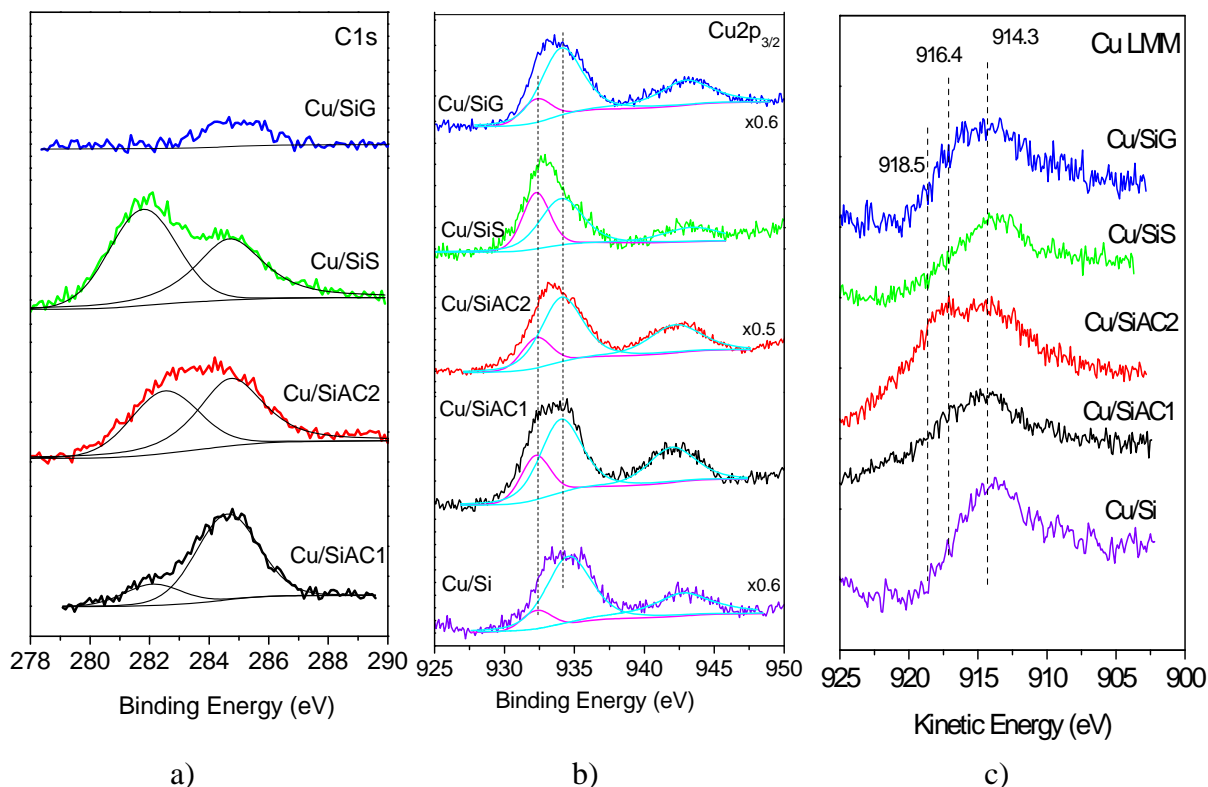 C1s
Cu/SiG
Cu/SiS
Cu/SiAC2
Cu/SiAC1
278 280 282 284 286 288 290
Binding Energy (eV)
a)
Cu2p3/2
Cu/SiG
x0.6
Cu/SiS
Cu/SiAC2
x0.5
Cu/SiAC1
Cu/Si
x0.6
925 930 935 940 945 950
Binding Energy (eV)
b)
914.3
916.4
Cu LMM
918.5
Cu/SiG
Cu/SiS
Cu/SiAC2
Cu/SiAC1
Cu/Si
925 920 915 910 905 900
Kinetic Energy (eV)
c)